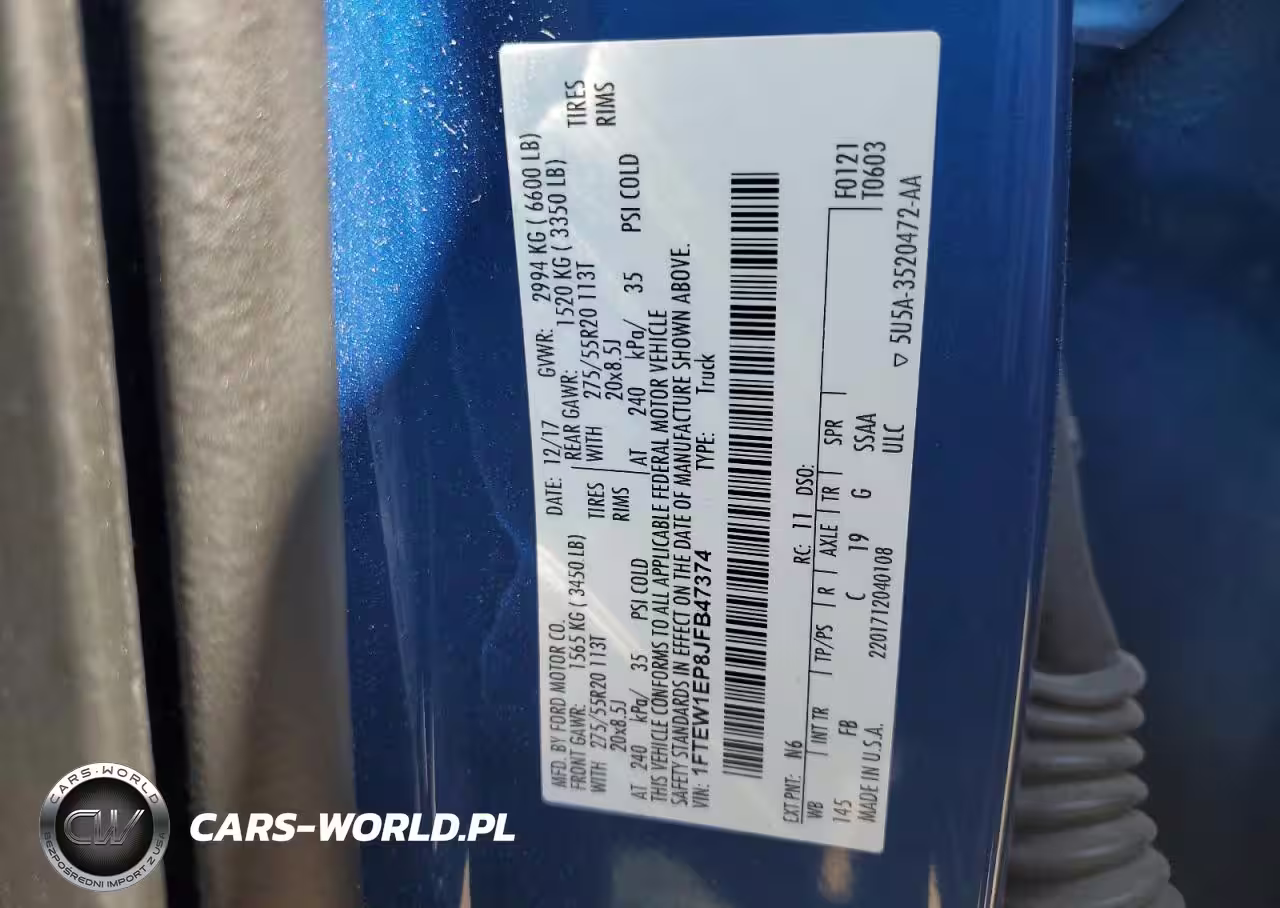 MFD. BY FORD MOTOR CO.
DATE: 12/17 GVWR: 2994 KG ( 6600 LB)
FRONT GAWR: 1565 KG ( 3450 LB) REAR GAWR: 1520 KG ( 3350 LB)
WITH 275/55R20 113T TIRES WITH 275/55R20 113T TIRES
20x8.5J RIMS 20x8.5J RIMS
AT 240 kPa/ 35 PSI COLD AT 240 kPa/ 35 PSI COLD
THIS VEHICLE CONFORMS TO ALL APPLICABLE FEDERAL MOTOR VEHICLE
SAFETY STANDARDS IN EFFECT ON THE DATE OF MANUFACTURE SHOWN ABOVE.
VIN: 1FTEW1EP8JFB47374 TYPE: Truck
EXT PNT: N6 RC: 11 DSO:
WB INT TR TP/PS R AXLE TR SPR F0121
145 FB C 19 G SSAA T0603
MADE IN U.S.A. 2201712040108 ULC ▽ 5U5A-3520472-AA
CARS-WORLD
CW
BEZPOŚREDNI IMPORT Z USA
CARS-WORLD.PL